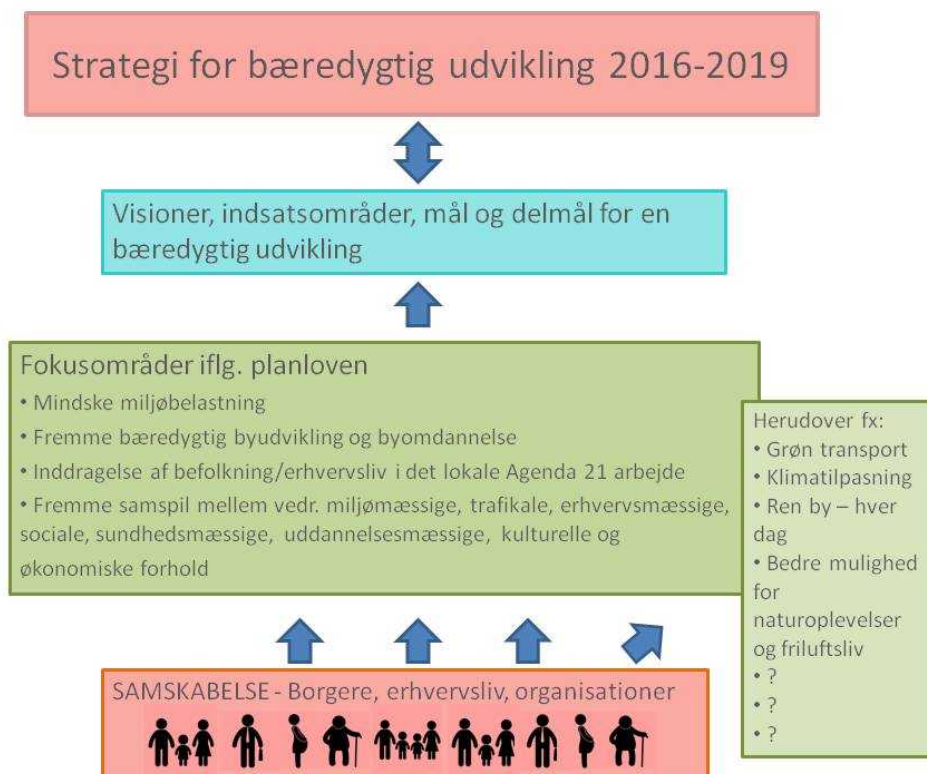 Strategi for bæredygtig udvikling 2016-2019
Visioner, indsatsområder, mål og delmål for en
bæredygtig udvikling
Fokusområder iflg. planloven
• Mindske miljøbelastning
• Fremme bæredygtig byudvikling og byomdannelse
• Inddragelse af befolkning/erhvervsliv i det lokale Agenda 21 arbejde
• Fremme samspil mellem vedr. miljømæssige, trafikale, erhvervsmæssige,
sociale, sundhedsmæssige, uddannelsesmæssige, kulturelle og
økonomiske forhold
Herudover fx:
• Grøn transport
• Klimatilpasning
• Ren by – hver
dag
• Bedre mulighed
for
naturoplevelser
og friluftsliv
• ?
• ?
• ?
SAMSKABELSE - Borgere, erhvervsliv, organisationer